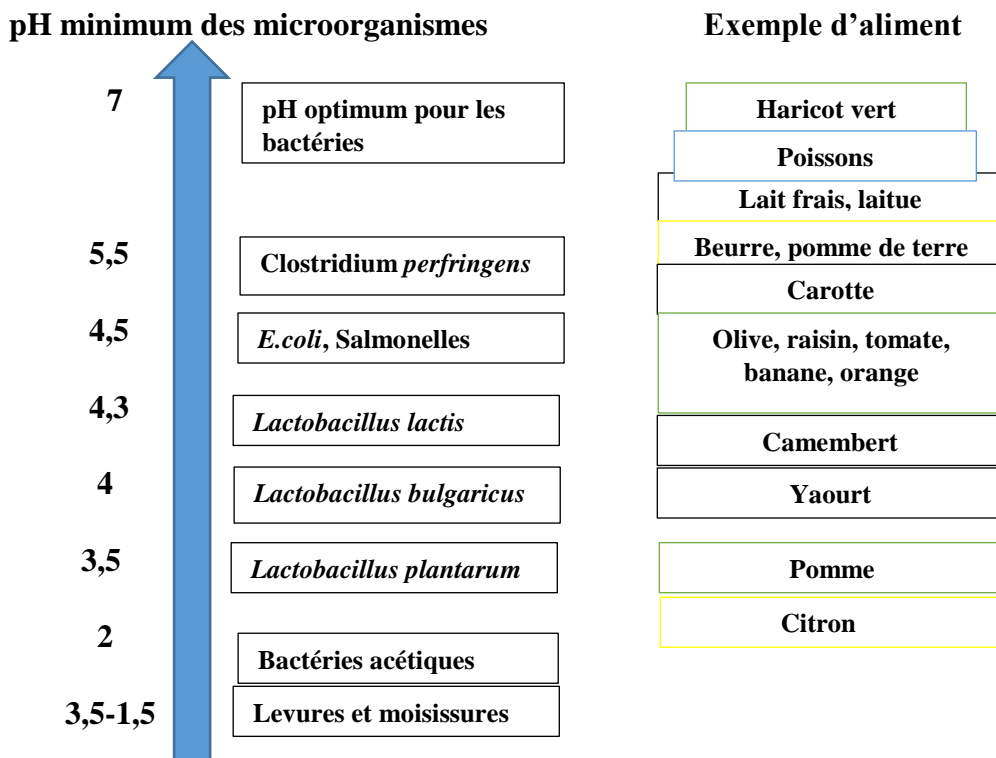 pH minimum des microorganismes
Exemple d'aliment
7
pH optimum pour les
bactéries
Haricot vert
Poissons
Lait frais, laitue
5,5
Clostridium perfringens
Beurre, pomme de terre
Carotte
4,5
E.coli, Salmonelles
Olive, raisin, tomate,
banane, orange
4,3
Lactobacillus lactis
Camembert
4
Lactobacillus bulgaricus
Yaourt
3,5
Lactobacillus plantarum
Pomme
Citron
2
Bactéries acétiques
3,5-1,5
Levures et moisissures